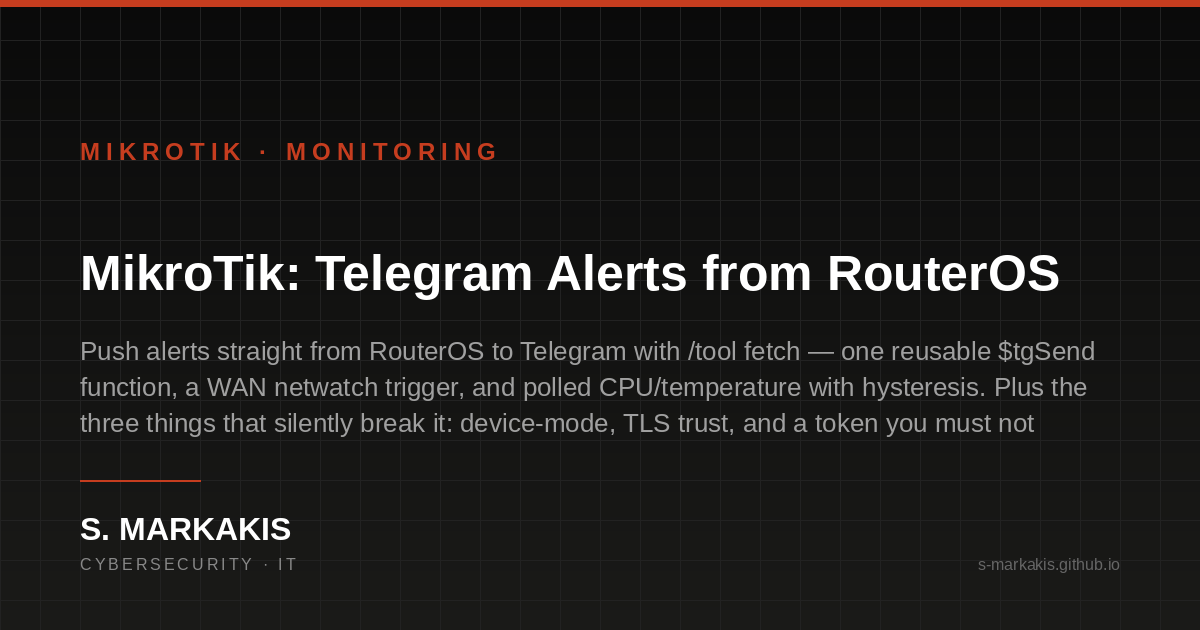 MIKROTIK · MONITORING
MikroTik: Telegram Alerts from RouterOS
Push alerts straight from RouterOS to Telegram with /tool fetch — one reusable $tgSend
function, a WAN netwatch trigger, and polled CPU/temperature with hysteresis. Plus the
three things that silently break it: device-mode, TLS trust, and a token you must not
S. MARKAKIS
CYBERSECURITY · IT
s-markakis.github.io